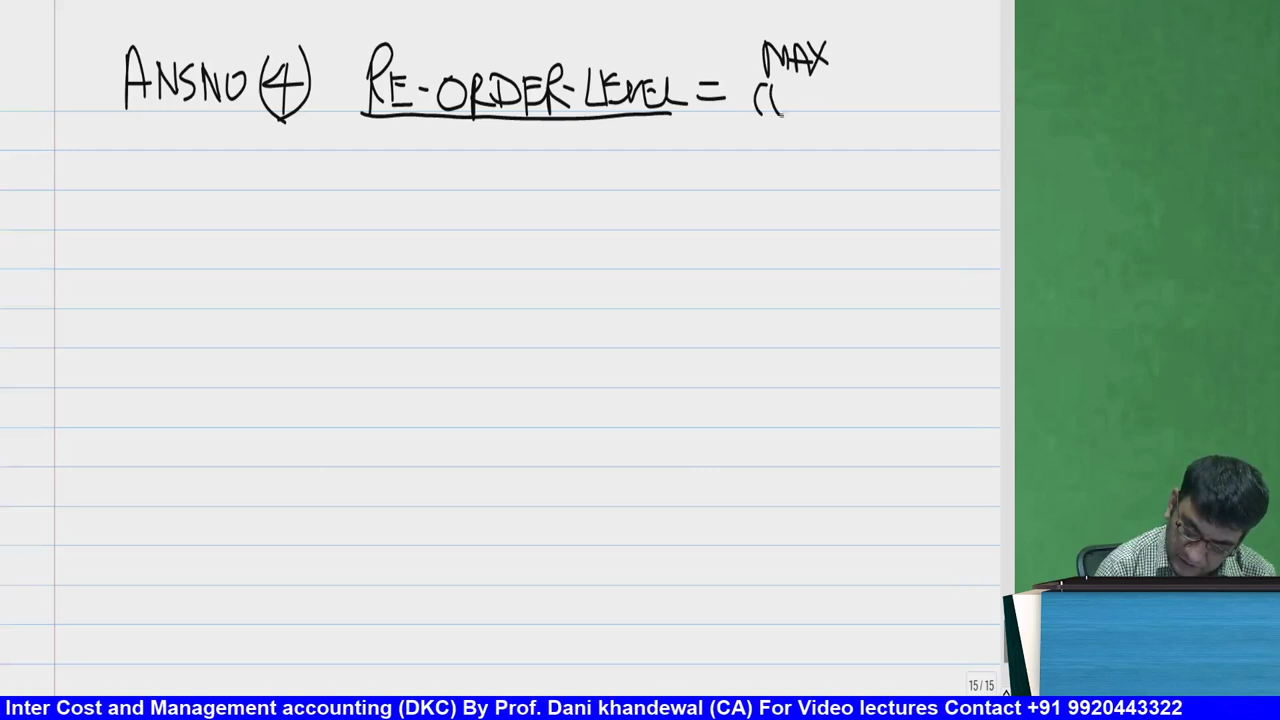 MAX
ANSNO (4) RE-ORDER-LEVEL =
15/15
Inter Cost and Management accounting (DKC) By Prof. Dani khandewal (CA) For Video lectures Contact +91 9920443322